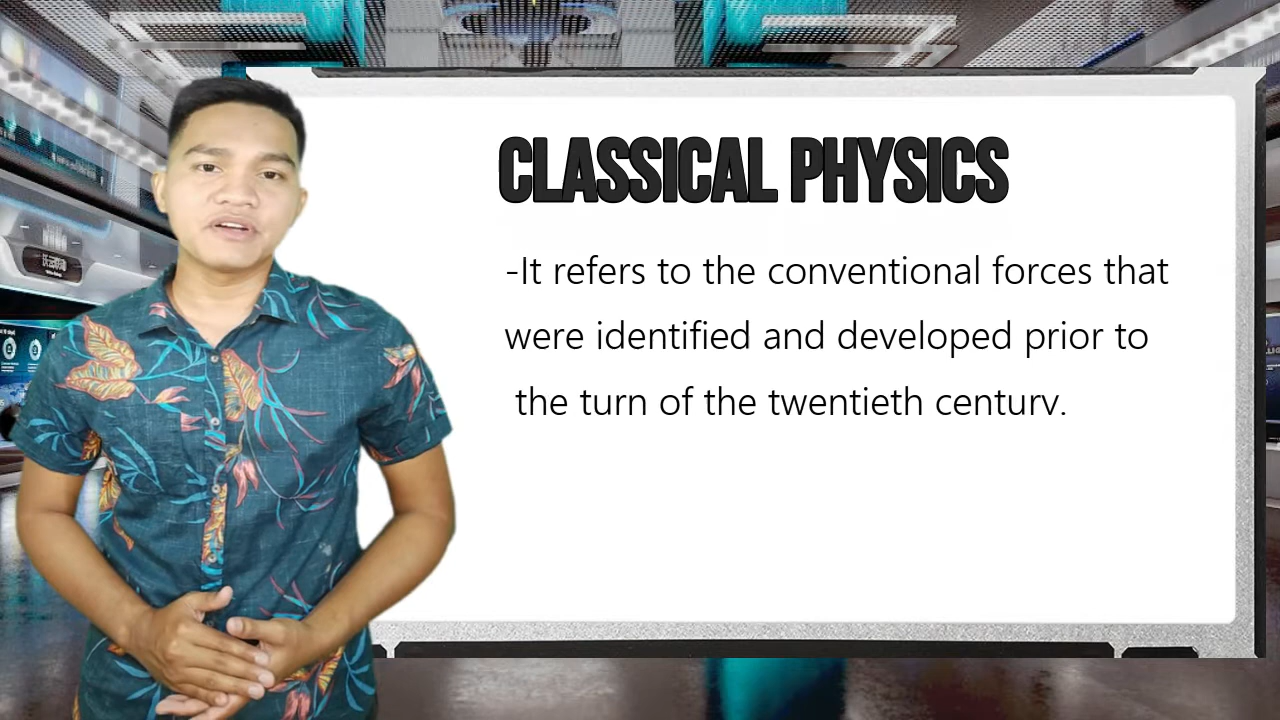 CLASSICAL PHYSICS
-It refers to the conventional forces that
were identified and developed prior to
the turn of the twentieth century.